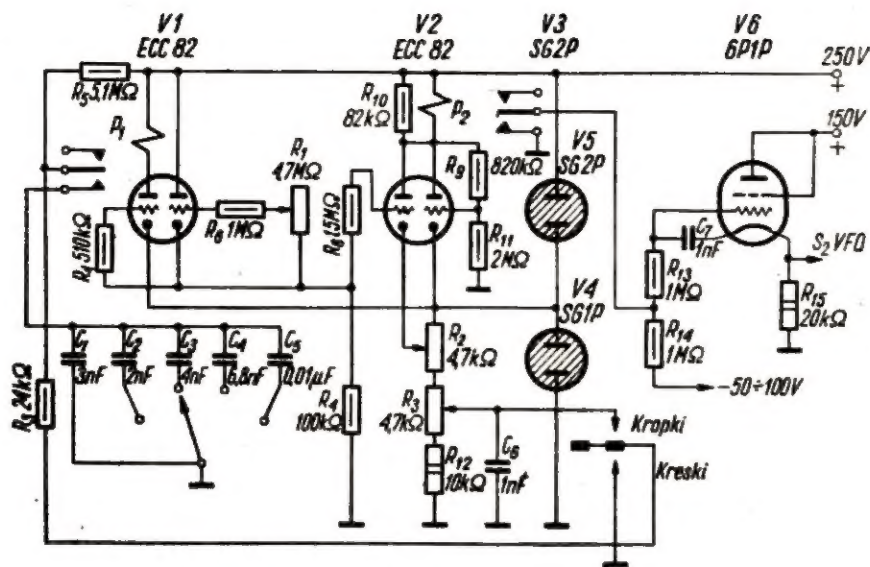 V1
ECC 82
V2
ECC 82
V3
SG2P
V6
6P1P
250V
+
R5 5,1MΩ
P1
R10
82kΩ
P2
V5
SG2P
150V
+
R1
4,7MΩ
R9
820kΩ
R6 1MΩ
R8 1,5MΩ
R4 510kΩ
R11
2MΩ
C7
1nF
S2 VFO
R13
1MΩ
R15
20kΩ
V4
SG1P
R14
1MΩ
-50÷100V
C1
3nF
C2
2nF
C3
4nF
C4
6,8nF
C5
0,01μF
R2
4,7kΩ
R3 24kΩ
R4
100kΩ
R3
4,7kΩ
Kropki
C6
1nF
Kreski
R12
10kΩ